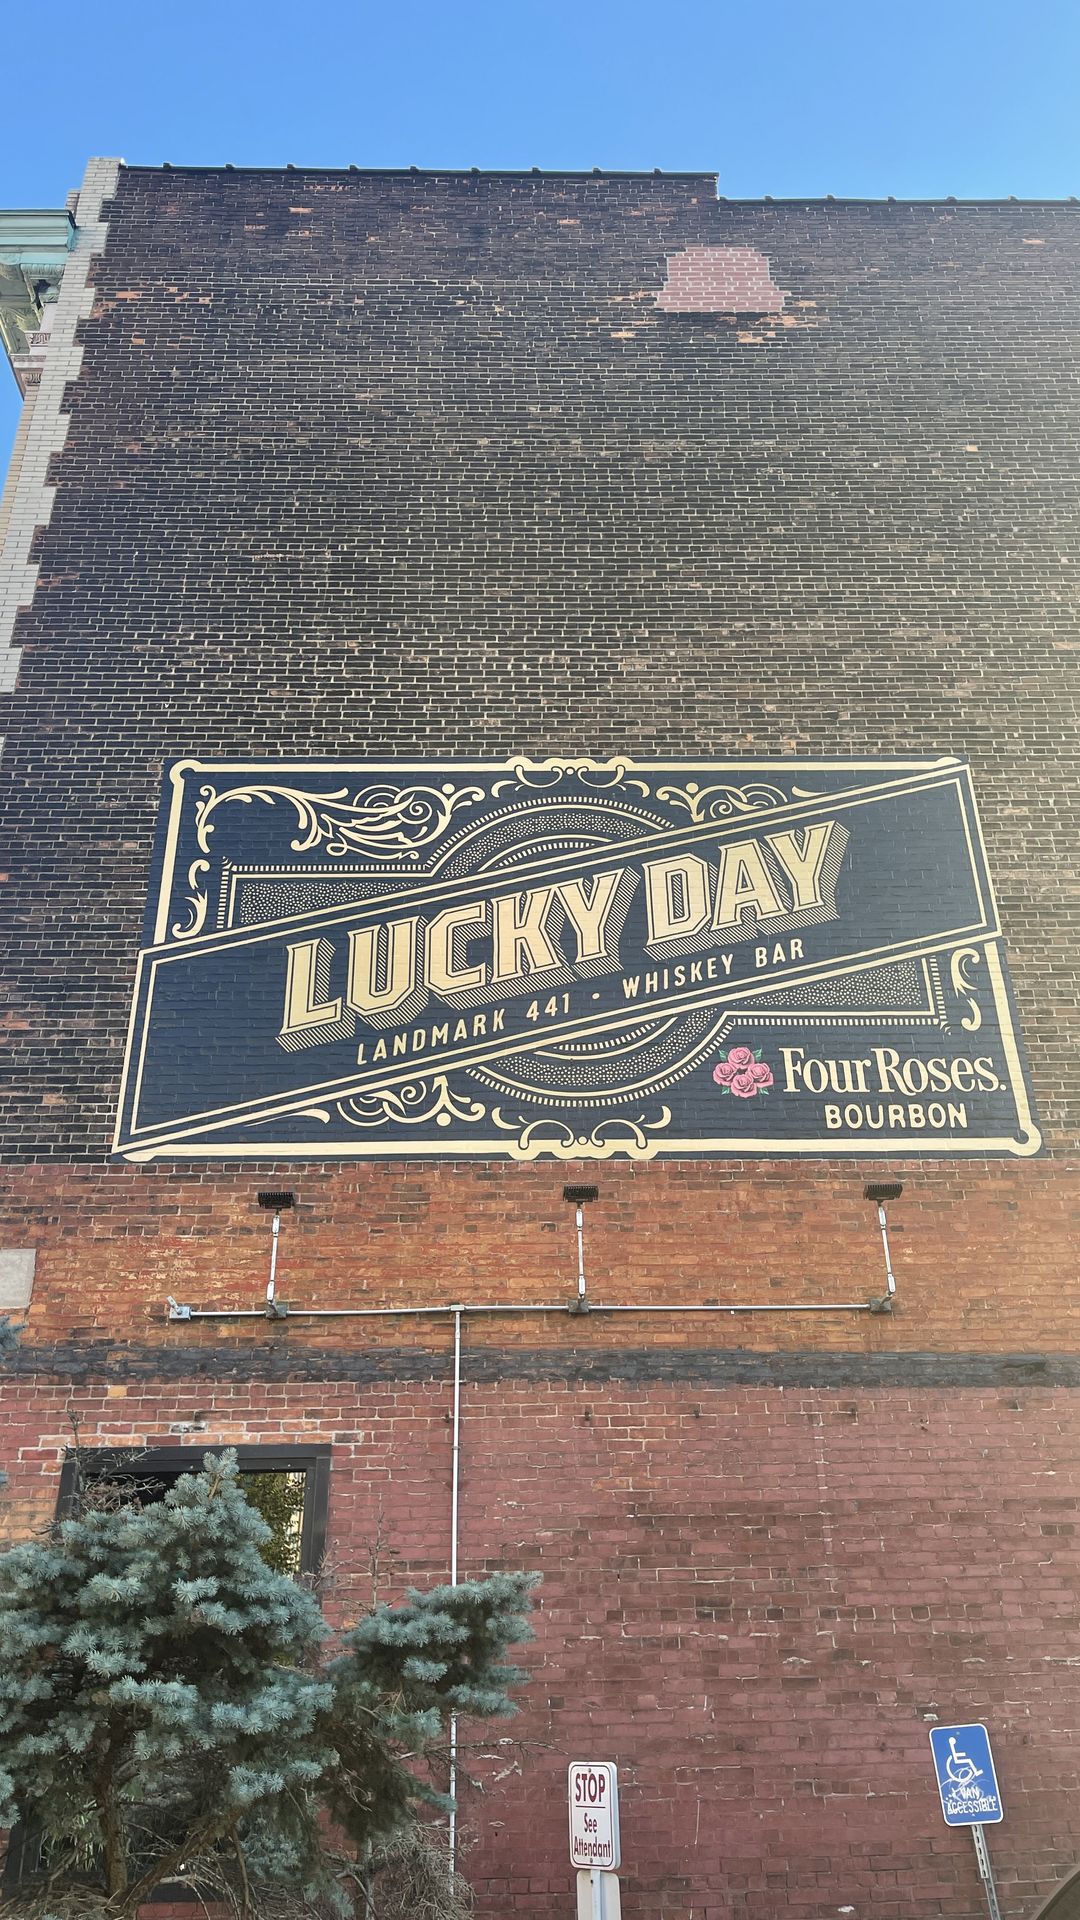 LUCKY DAY
LANDMARK 441 • WHISKEY BAR
Four Roses.
BOURBON
STOP
See
Attendant
VAN
ACCESSIBLE